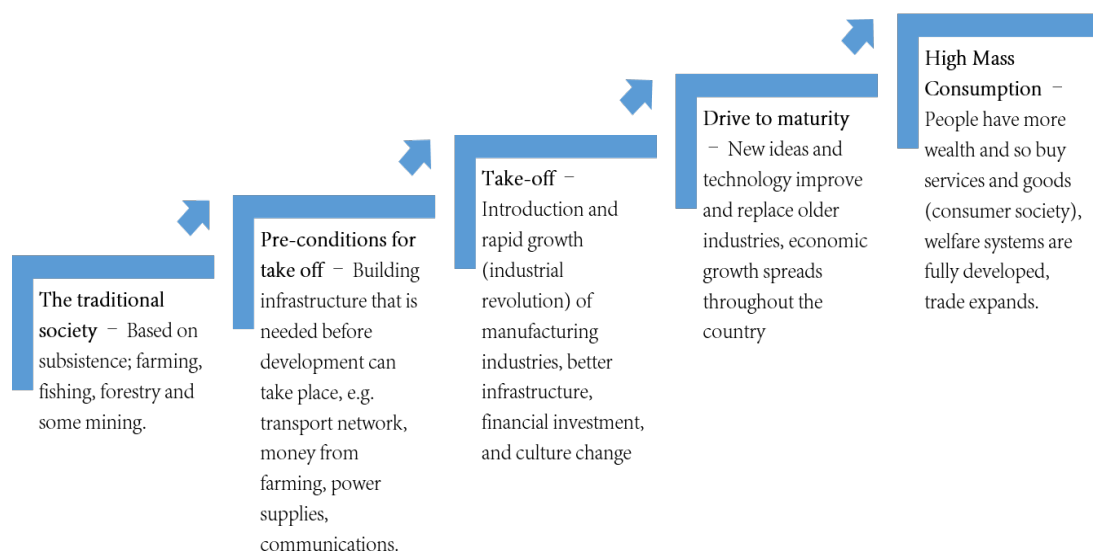 The traditional
society – Based on
subsistence; farming,
fishing, forestry and
some mining.
Pre-conditions for
take off – Building
infrastructure that is
needed before
development can
take place, e.g.
transport network,
money from
farming, power
supplies,
communications.
Take-off –
Introduction and
rapid growth
(industrial
revolution) of
manufacturing
industries, better
infrastructure,
financial investment,
and culture change
Drive to maturity
– New ideas and
technology improve
and replace older
industries, economic
growth spreads
throughout the
country
High Mass
Consumption –
People have more
wealth and so buy
services and goods
(consumer society),
welfare systems are
fully developed,
trade expands.